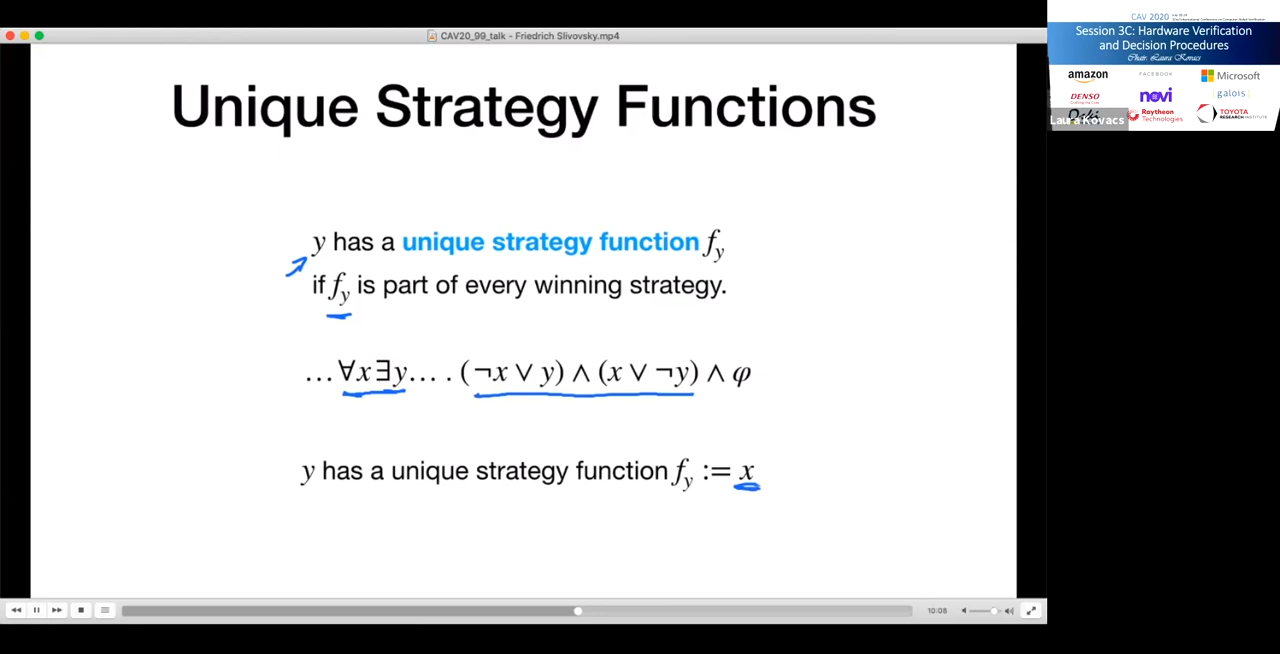 CAV20_99_talk - Friedrich Slivovsky.mp4
Unique Strategy Functions
y has a unique strategy function f_y
if f_y is part of every winning strategy.
… ∀x∃y… . (¬x ∨ y) ∧ (x ∨ ¬y) ∧ φ
y has a unique strategy function f_y := x
10:08
CAV 2020
Session 3C: Hardware Verification
and Decision Procedures
Chair: Laura Kovacs
amazon
FACEBOOK
Microsoft
DENSO
novi
galois
Laura Kovacs
Raytheon
Technologies
TOYOTA
RESEARCH INSTITUTE